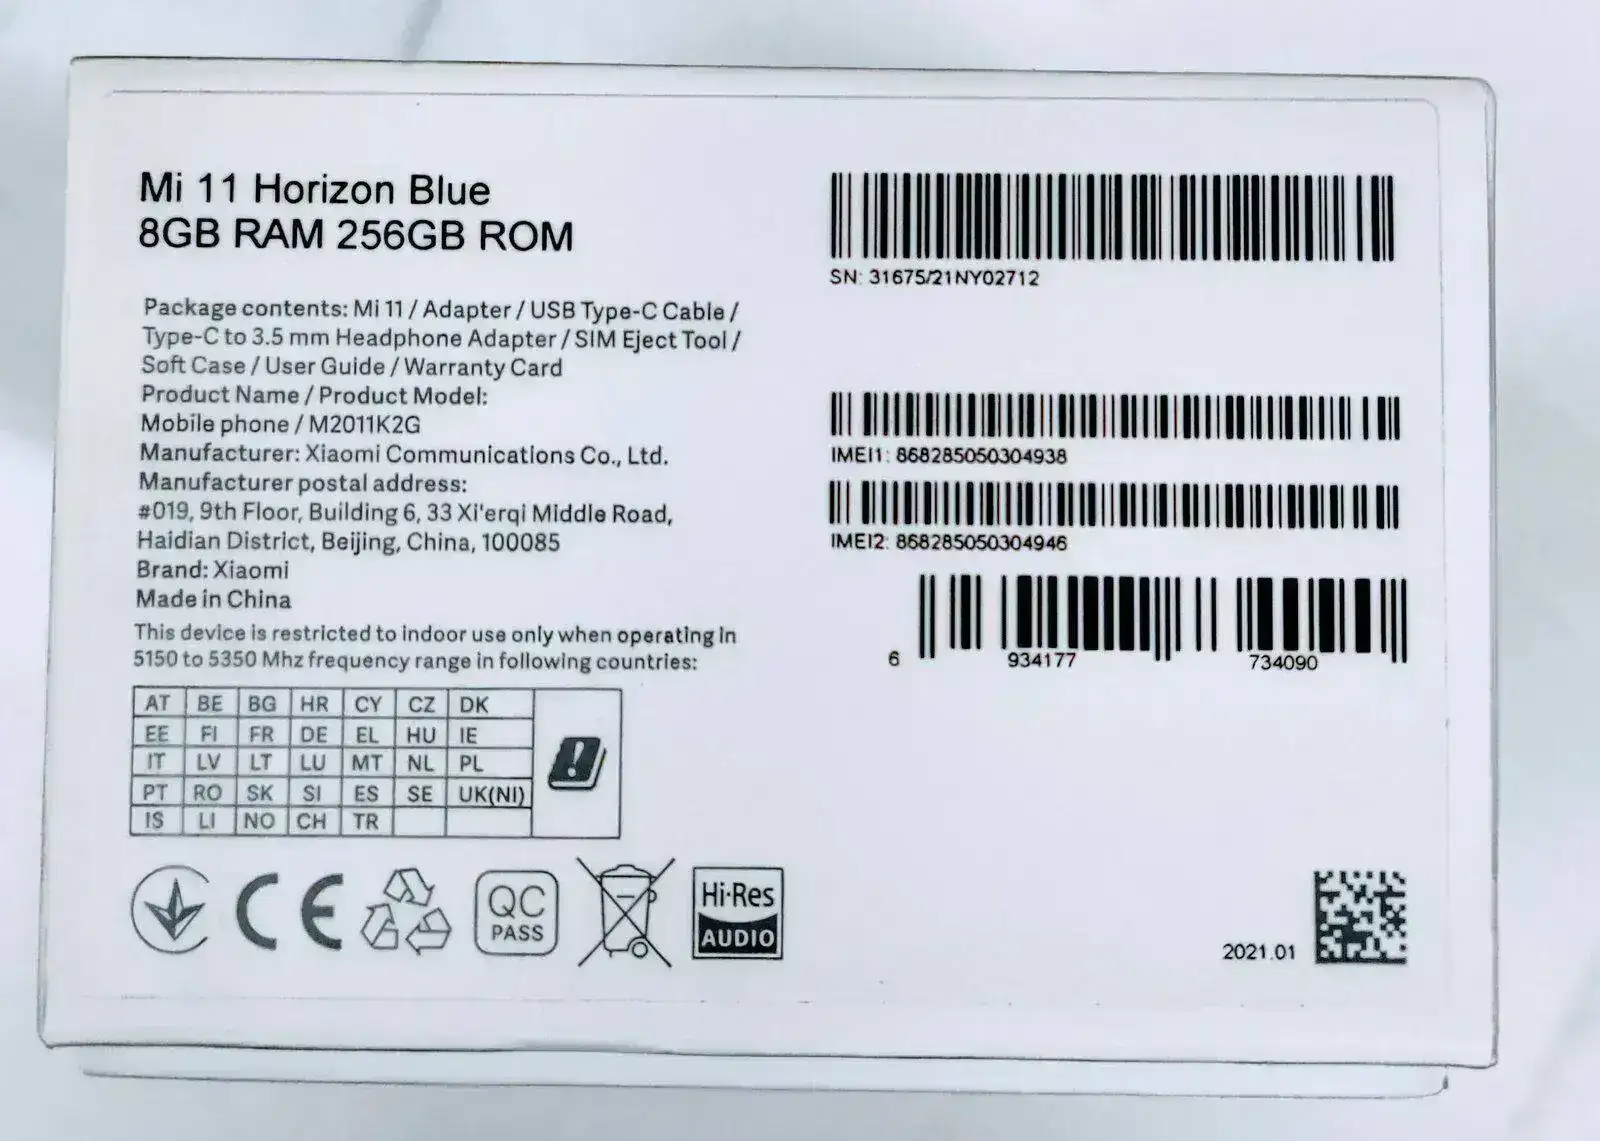 Mi 11 Horizon Blue
8GB RAM 256GB ROM
Package contents: Mi 11 / Adapter / USB Type-C Cable /
Type-C to 3.5 mm Headphone Adapter / SIM Eject Tool /
Soft Case / User Guide / Warranty Card
Product Name / Product Model:
Mobile phone / M2011K2G
Manufacturer: Xiaomi Communications Co., Ltd.
Manufacturer postal address:
#019, 9th Floor, Building 6, 33 Xi'erqi Middle Road,
Haidian District, Beijing, China, 100085
Brand: Xiaomi
Made in China
This device is restricted to indoor use only when operating in
5150 to 5350 Mhz frequency range in following countries:
AT BE BG HR CY CZ DK
EE FI FR DE EL HU IE
IT LV LT LU MT NL PL
PT RO SK SI ES SE UK(NI)
IS LI NO CH TR
CE
QC
PASS
Hi-Res
AUDIO
SN: 31675/21NY02712
IMEI1: 868285050304938
IMEI2: 868285050304946
6 934177 734090
2021.01